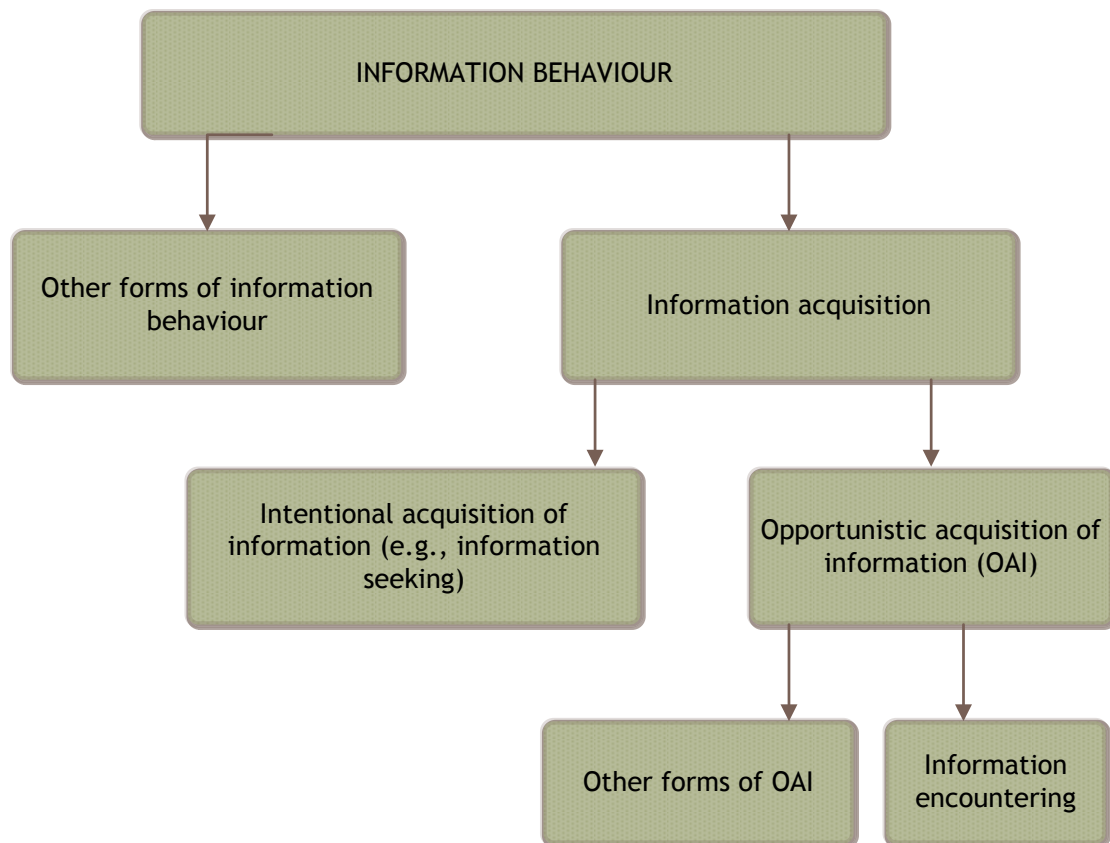 INFORMATION BEHAVIOUR
Other forms of information
behaviour
Information acquisition
Intentional acquisition of
information (e.g., information
seeking)
Opportunistic acquisition of
information (OAI)
Other forms of OAI
Information
encountering